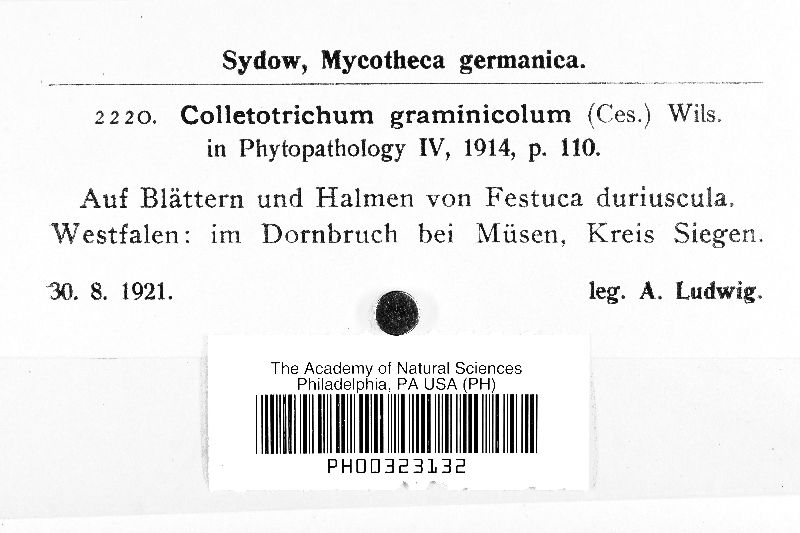 Sydow, Mycotheca germanica.
2220. Colletotrichum graminicolum (Ces.) Wils.
in Phytopathology IV, 1914, p. 110.
Auf Blättern und Halmen von Festuca duriuscula.
Westfalen: im Dornbruch bei Müsen, Kreis Siegen.
30. 8. 1921. leg. A. Ludwig.
The Academy of Natural Sciences
Philadelphia, PA USA (PH)
PH00323132